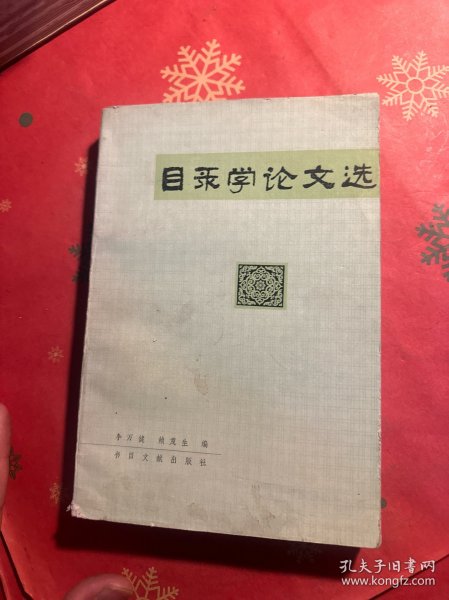 目录学论文选
李万健 赖茂生 编
书目文献出版社
孔夫子旧书网
www.kongfz.com